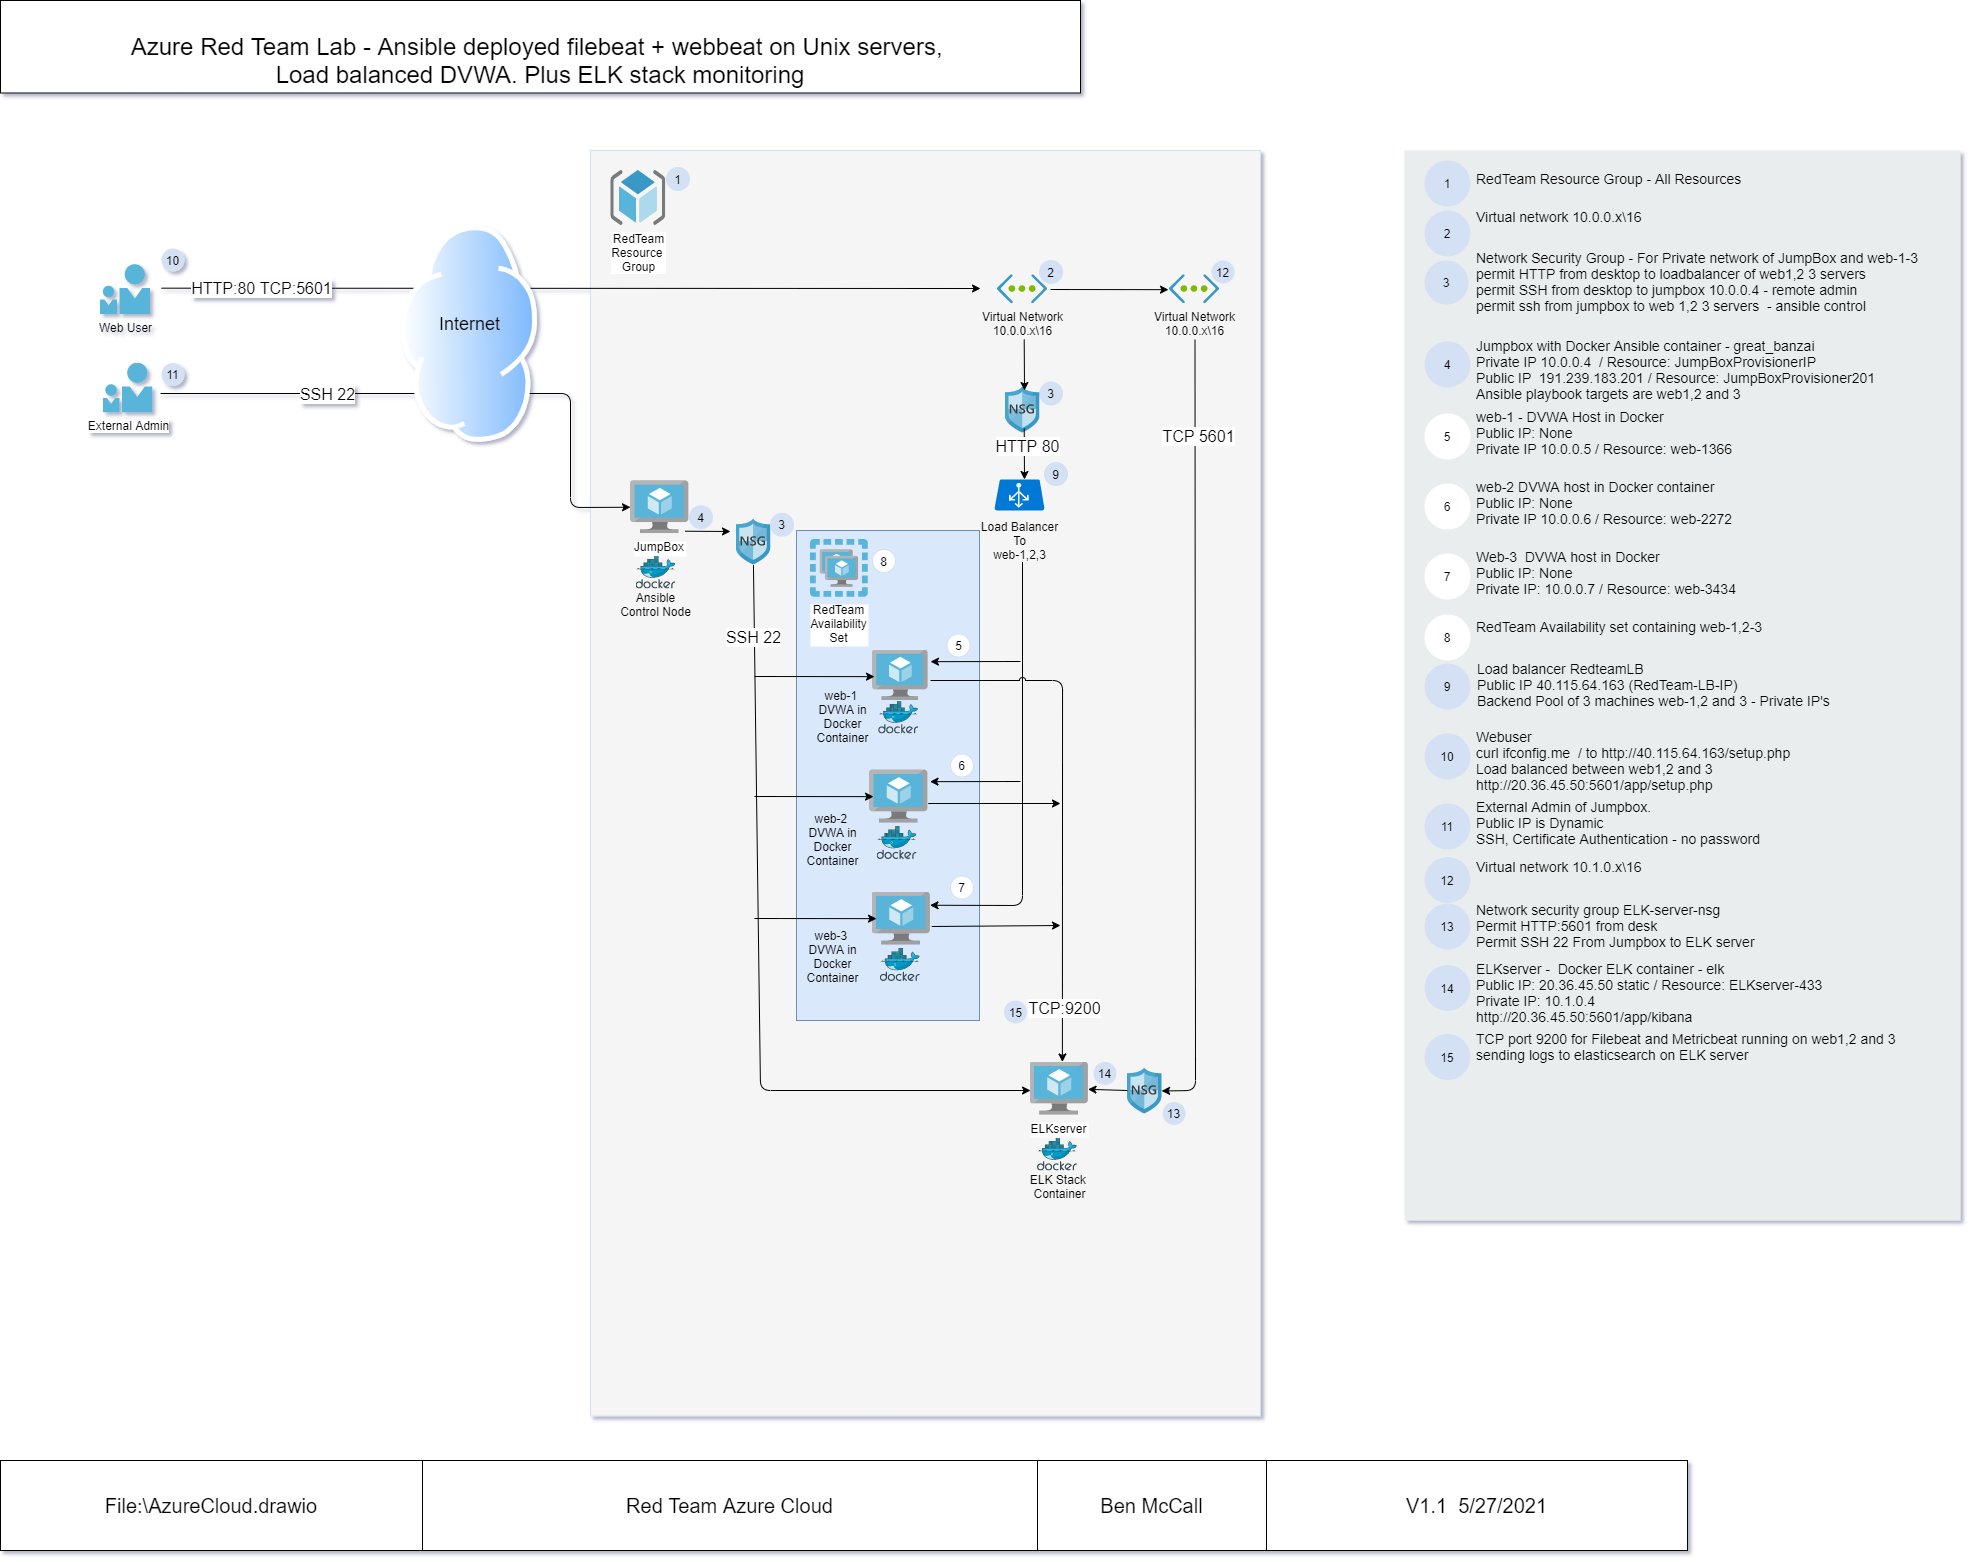 Azure Red Team Lab - Ansible deployed filebeat + webbeat on Unix servers,
Load balanced DVWA. Plus ELK stack monitoring
1
RedTeam
Resource
Group
10
HTTP:80 TCP:5601
Web User
Internet
11
SSH 22
External Admin
2
Virtual Network
10.0.0.x\16
12
Virtual Network
10.0.0.x\16
3
NSG
HTTP 80
TCP 5601
9
Load Balancer
To
web-1,2,3
4
JumpBox
docker
Ansible
Control Node
3
NSG
SSH 22
8
RedTeam
Availability
Set
5
web-1
DVWA in
Docker
Container
docker
6
web-2
DVWA in
Docker
Container
docker
7
web-3
DVWA in
Docker
Container
docker
15
TCP:9200
14
NSG
13
ELKserver
docker
ELK Stack
Container
1
RedTeam Resource Group - All Resources
2
Virtual network 10.0.0.x\16
3
Network Security Group - For Private network of JumpBox and web-1-3
permit HTTP from desktop to loadbalancer of web1,2 3 servers
permit SSH from desktop to jumpbox 10.0.0.4 - remote admin
permit ssh from jumpbox to web 1,2 3 servers  - ansible control
4
Jumpbox with Docker Ansible container - great_banzai
Private IP 10.0.0.4  / Resource: JumpBoxProvisionerIP
Public IP  191.239.183.201 / Resource: JumpBoxProvisioner201
Ansible playbook targets are web1,2 and 3
5
web-1 - DVWA Host in Docker
Public IP: None
Private IP 10.0.0.5 / Resource: web-1366
6
web-2 DVWA host in Docker container
Public IP: None
Private IP 10.0.0.6 / Resource: web-2272
7
Web-3  DVWA host in Docker
Public IP: None
Private IP: 10.0.0.7 / Resource: web-3434
8
RedTeam Availability set containing web-1,2-3
9
Load balancer RedteamLB
Public IP 40.115.64.163 (RedTeam-LB-IP)
Backend Pool of 3 machines web-1,2 and 3 - Private IP's
10
Webuser
curl ifconfig.me  / to http://40.115.64.163/setup.php
Load balanced between web1,2 and 3
http://20.36.45.50:5601/app/setup.php
11
External Admin of Jumpbox.
Public IP is Dynamic
SSH, Certificate Authentication - no password
12
Virtual network 10.1.0.x\16
13
Network security group ELK-server-nsg
Permit HTTP:5601 from desk
Permit SSH 22 From Jumpbox to ELK server
14
ELKserver -  Docker ELK container - elk
Public IP: 20.36.45.50 static / Resource: ELKserver-433
Private IP: 10.1.0.4
http://20.36.45.50:5601/app/kibana
15
TCP port 9200 for Filebeat and Metricbeat running on web1,2 and 3
sending logs to elasticsearch on ELK server
File:\AzureCloud.drawio
Red Team Azure Cloud
Ben McCall
V1.1  5/27/2021